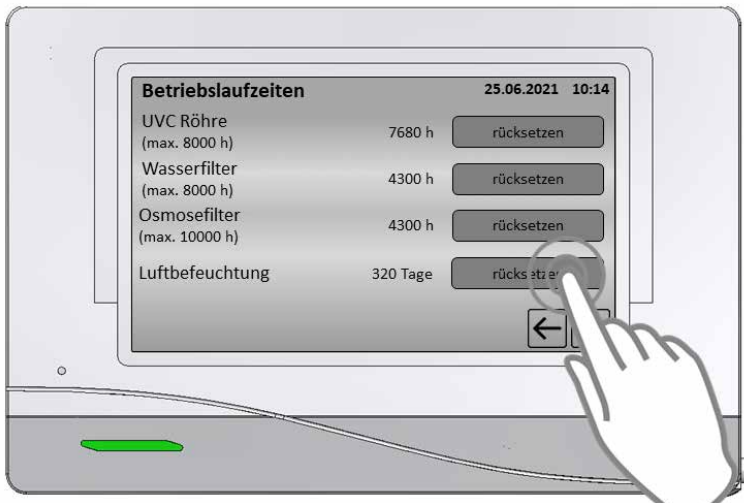 Betriebslaufzeiten 25.06.2021 10:14
UVC Röhre
(max. 8000 h) 7680 h rücksetzen
Wasserfilter
(max. 8000 h) 4300 h rücksetzen
Osmosefilter
(max. 10000 h) 4300 h rücksetzen
Luftbefeuchtung 320 Tage rücksetzen